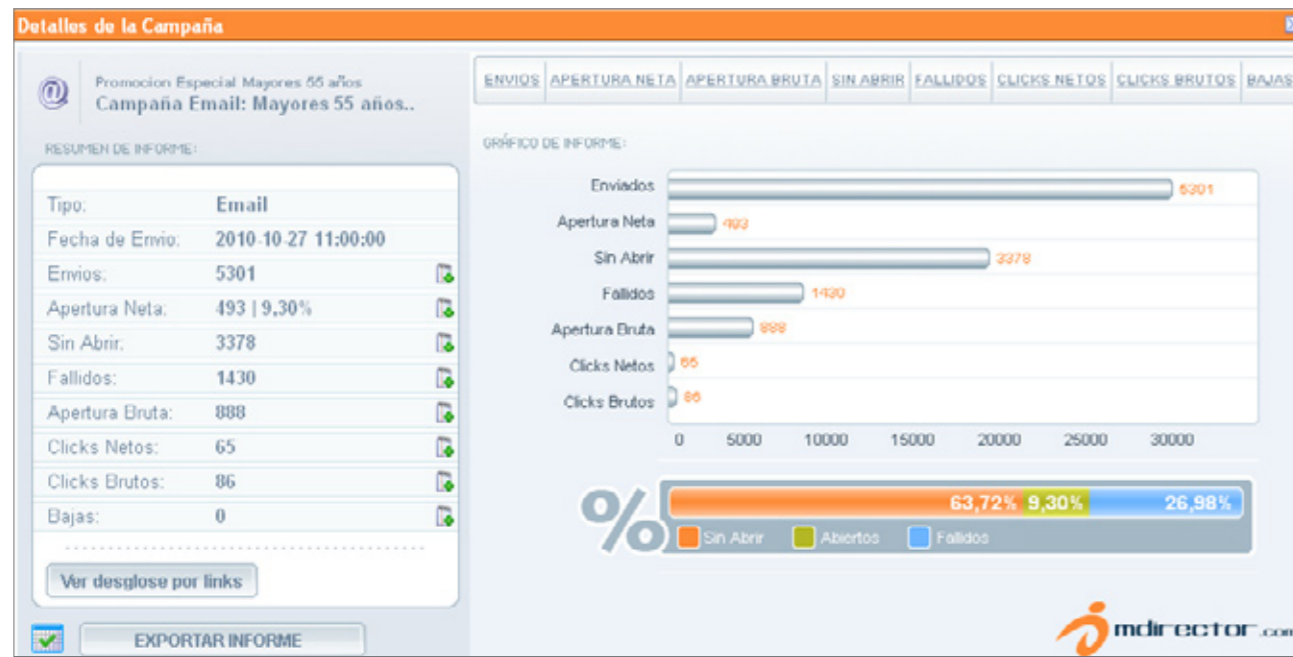 Detalles de la Campaña
Promocion Especial Mayores 55 años
Campaña Email: Mayores 55 años..
RESUMEN DE INFORME:
Tipo: Email
Fecha de Envio: 2010-10-27 11:00:00
Envios: 5301
Apertura Neta: 493 | 9,30%
Sin Abrir: 3378
Fallidos: 1430
Apertura Bruta: 888
Clicks Netos: 65
Clicks Brutos: 86
Bajas: 0
Ver desglose por links
EXPORTAR INFORME
ENVIOS APERTURA NETA APERTURA BRUTA SIN ABRIR FALLIDOS CLICKS NETOS CLICKS BRUTOS BAJAS
GRÁFICO DE INFORME:
Enviados 5301
Apertura Neta 493
Sin Abrir 3378
Fallidos 1430
Apertura Bruta 888
Clicks Netos 65
Clicks Brutos 86
0 5000 10000 15000 20000 25000 30000
% 63,72% 9,30% 26,98%
Sin Abrir Abiertos Fallidos
mdirector.com